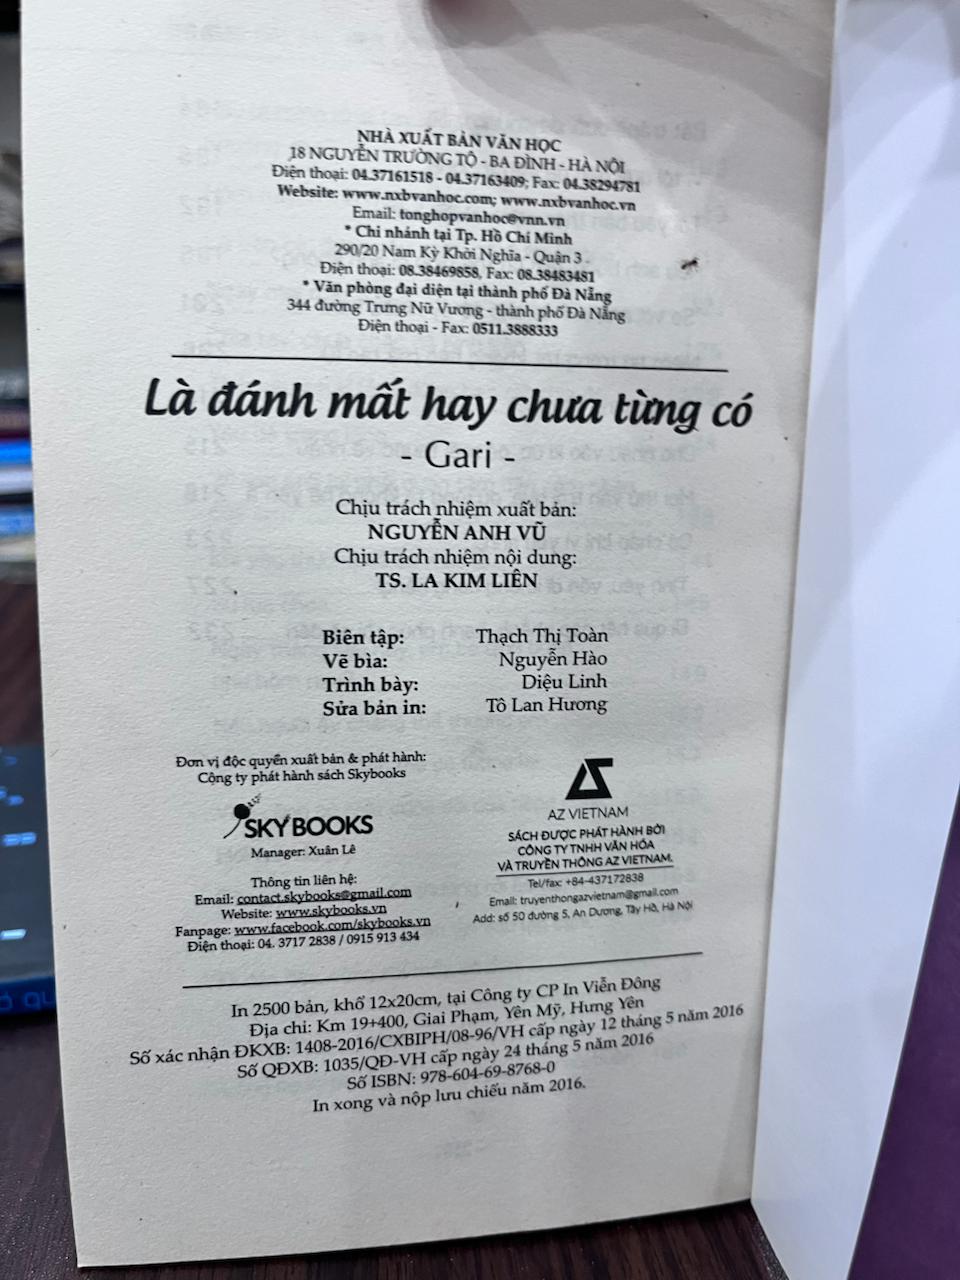 NHÀ XUẤT BẢN VĂN HỌC
18 NGUYỄN TRƯỜNG TỘ - BA ĐÌNH - HÀ NỘI
Điện thoại: 04.37161518 - 04.37163409; Fax: 04.38294781
Website: www.nxbvanhoc.com; www.nxbvanhoc.vn
Email: tonghopvanhoc@vnn.vn
* Chi nhánh tại Tp. Hồ Chí Minh
290/20 Nam Kỳ Khởi Nghĩa - Quận 3
Điện thoại: 08.38469858, Fax: 08.38483481
* Văn phòng đại diện tại thành phố Đà Nẵng
344 đường Trưng Nữ Vương - thành phố Đà Nẵng
Điện thoại - Fax: 0511.3888333
Là đánh mất hay chưa từng có
- Gari -
Chịu trách nhiệm xuất bản:
NGUYỄN ANH VŨ
Chịu trách nhiệm nội dung:
TS. LA KIM LIÊN
Biên tập: Thạch Thị Toàn
Vẽ bìa: Nguyễn Hào
Trình bày: Diệu Linh
Sửa bản in: Tô Lan Hương
Đơn vị độc quyền xuất bản & phát hành:
Công ty phát hành sách Skybooks
SKYBOOKS
Manager: Xuân Lê
Thông tin liên hệ:
Email: contact.skybooks@gmail.com
Website: www.skybooks.vn
Fanpage: www.facebook.com/skybooks.vn
Điện thoại: 04. 3717 2838 / 0915 913 434
AZ VIETNAM
SÁCH ĐƯỢC PHÁT HÀNH BỞI
CÔNG TY TNHH VĂN HÓA
VÀ TRUYỀN THÔNG AZ VIETNAM.
Tel/fax: +84-437172838
Email: truyenthongazvietnam@gmail.com
Add: số 50 đường 5, An Dương, Tây Hồ, Hà Nội
In 2500 bản, khổ 12x20cm, tại Công ty CP In Viễn Đông
Địa chỉ: Km 19+400, Giai Phạm, Yên Mỹ, Hưng Yên
Số xác nhận ĐKXB: 1408-2016/CXBIPH/08-96/VH cấp ngày 12 tháng 5 năm 2016
Số QĐXB: 1035/QĐ-VH cấp ngày 24 tháng 5 năm 2016
Số ISBN: 978-604-69-8768-0
In xong và nộp lưu chiểu năm 2016.